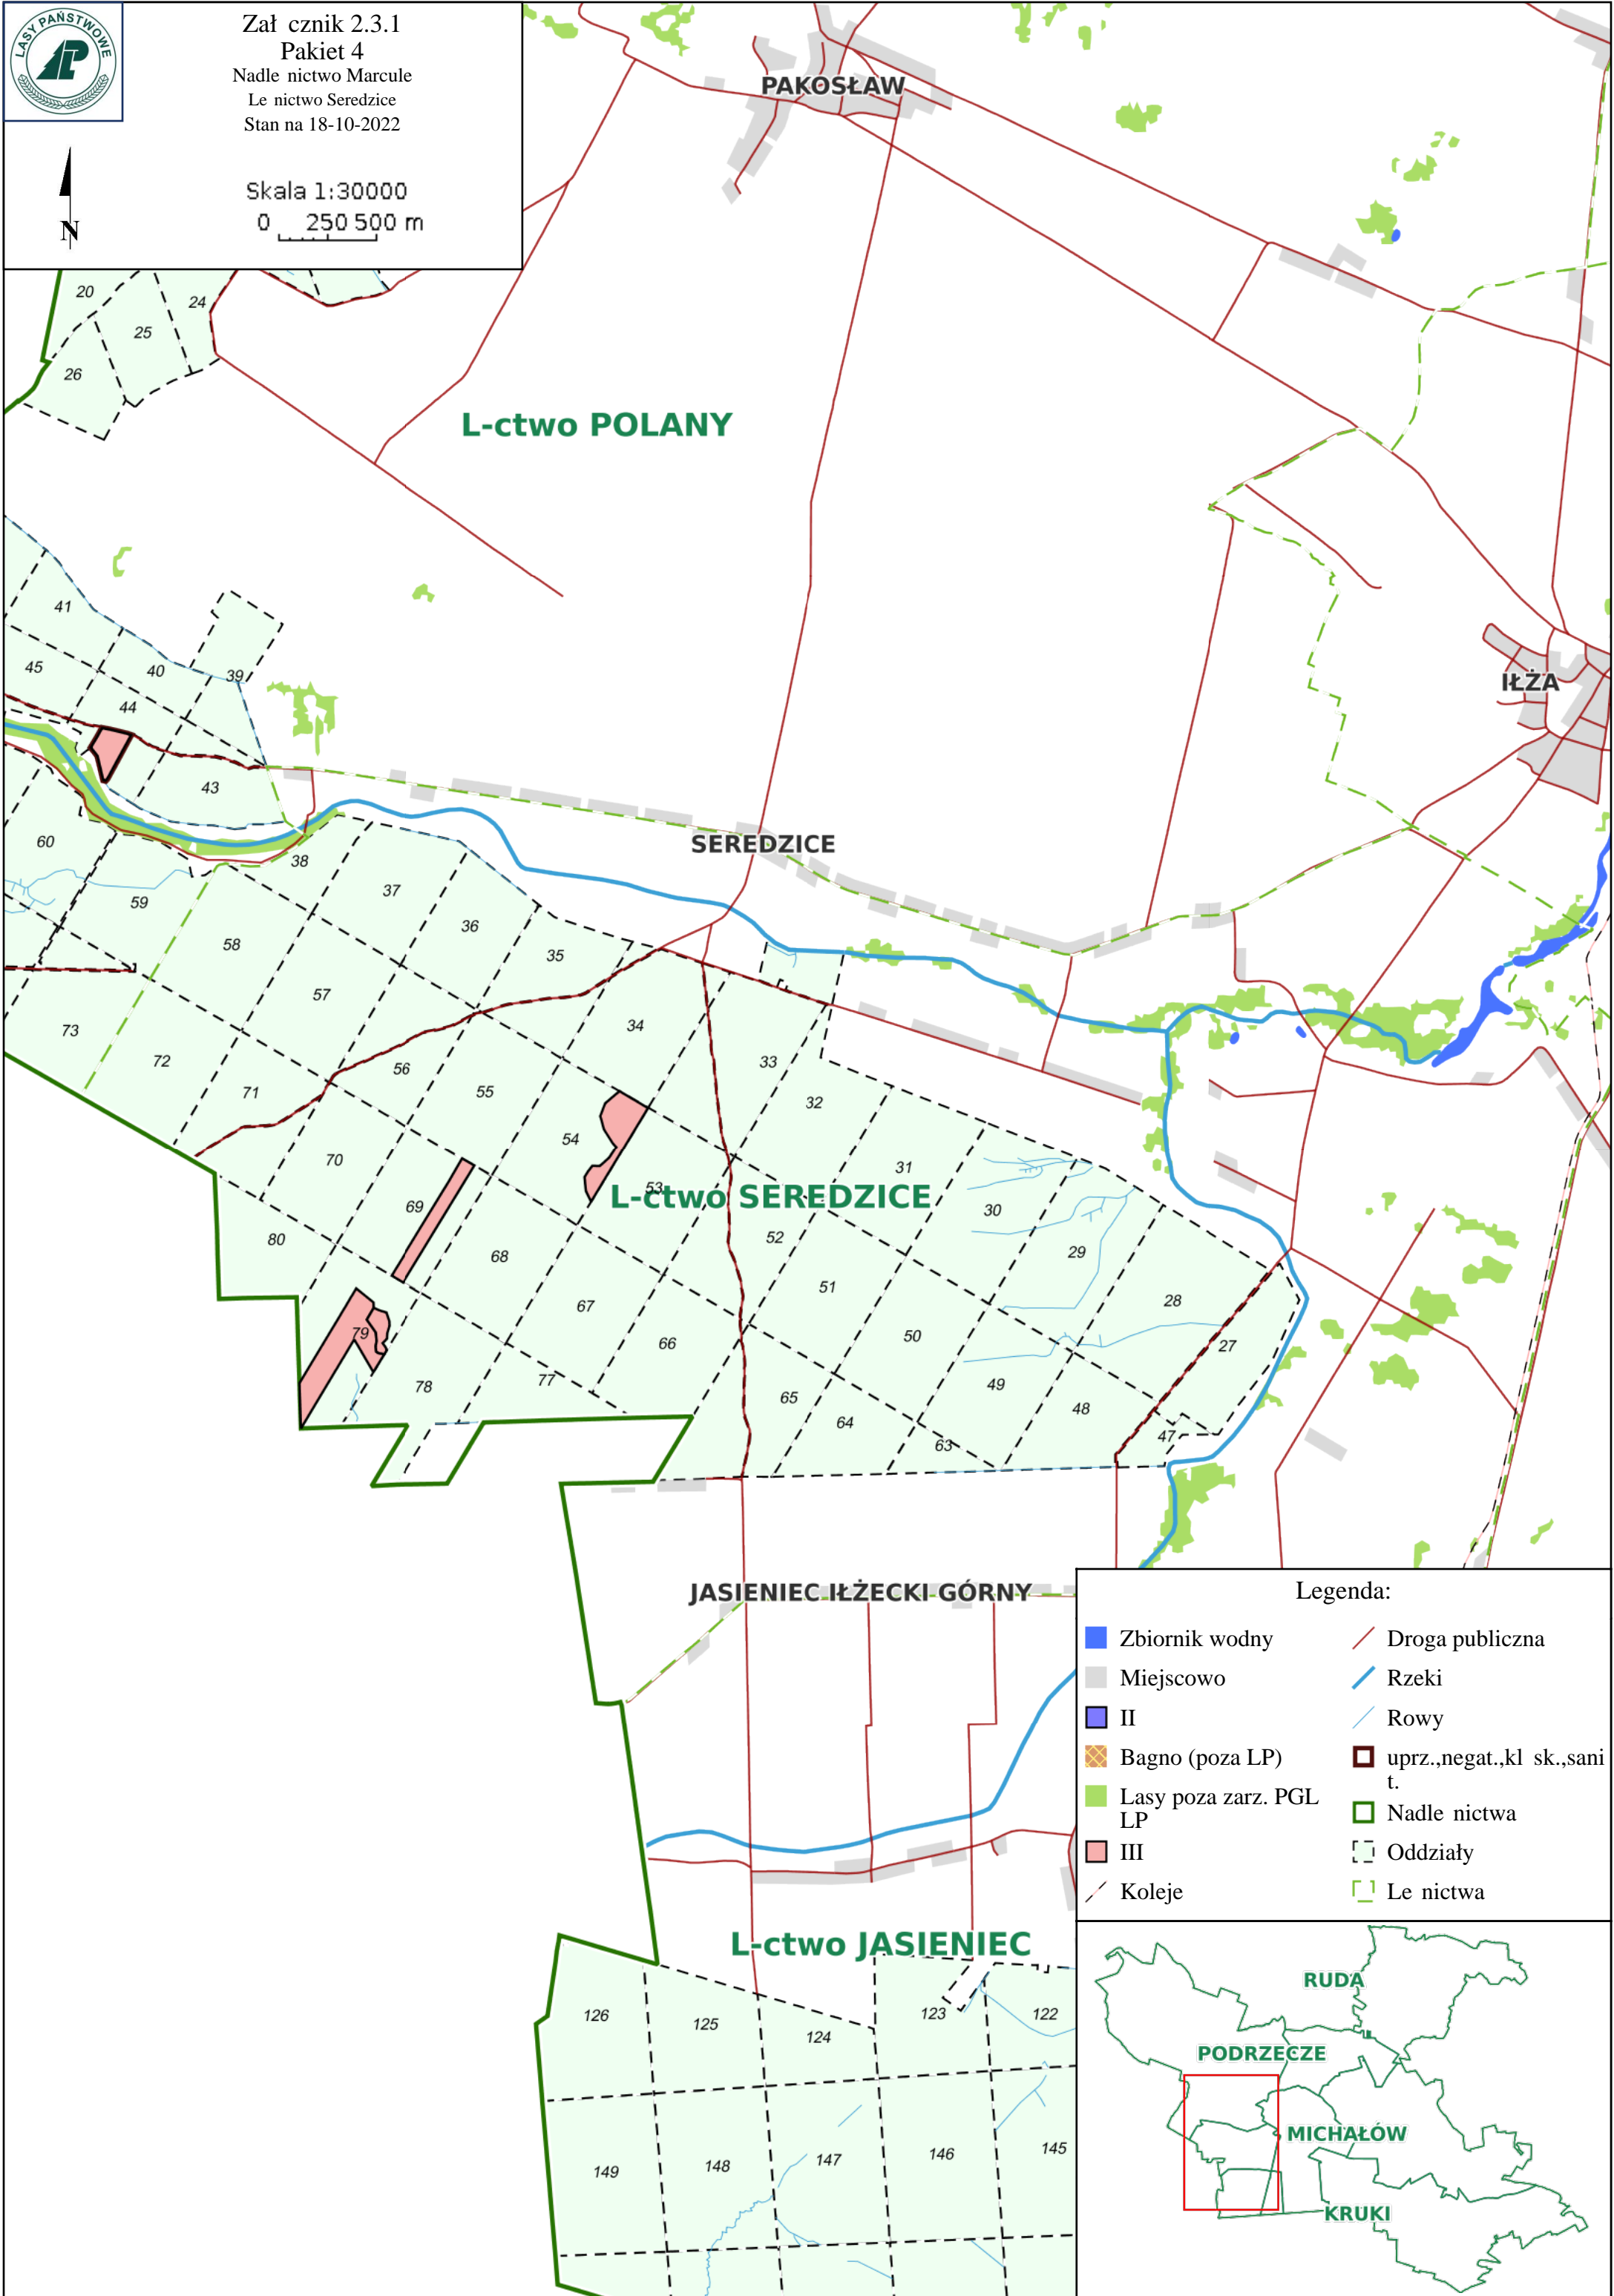 LASY PAŃSTWOWE
Zał cznik 2.3.1
Pakiet 4
Nadle nictwo Marcule
Le nictwo Seredzice
Stan na 18-10-2022
Skala 1:30000
0 250 500 m
N
PAKOSŁAW
20
24
25
26
L-ctwo POLANY
41
45
40
39
44
IŁŻA
43
60
38
SEREDZICE
37
59
36
58
35
57
34
73
72
56
33
71
55
32
54
70
31
53
L-ctwo SEREDZICE
69
30
80
52
29
68
51
28
67
79
66
50
27
78
77
49
65
48
64
63
47
JASIENIEC IŁŻECKI GÓRNY
Legenda:
Zbiornik wodny
Droga publiczna
Miejscowo
Rzeki
II
Rowy
Bagno (poza LP)
uprz.,negat.,kl sk.,sani
t.
Lasy poza zarz. PGL
LP
Nadle nictwa
III
Oddziały
Koleje
Le nictwa
L-ctwo JASIENIEC
126
125
124
123
122
149
148
147
146
145
RUDA
PODRZECZE
MICHAŁÓW
KRUKI